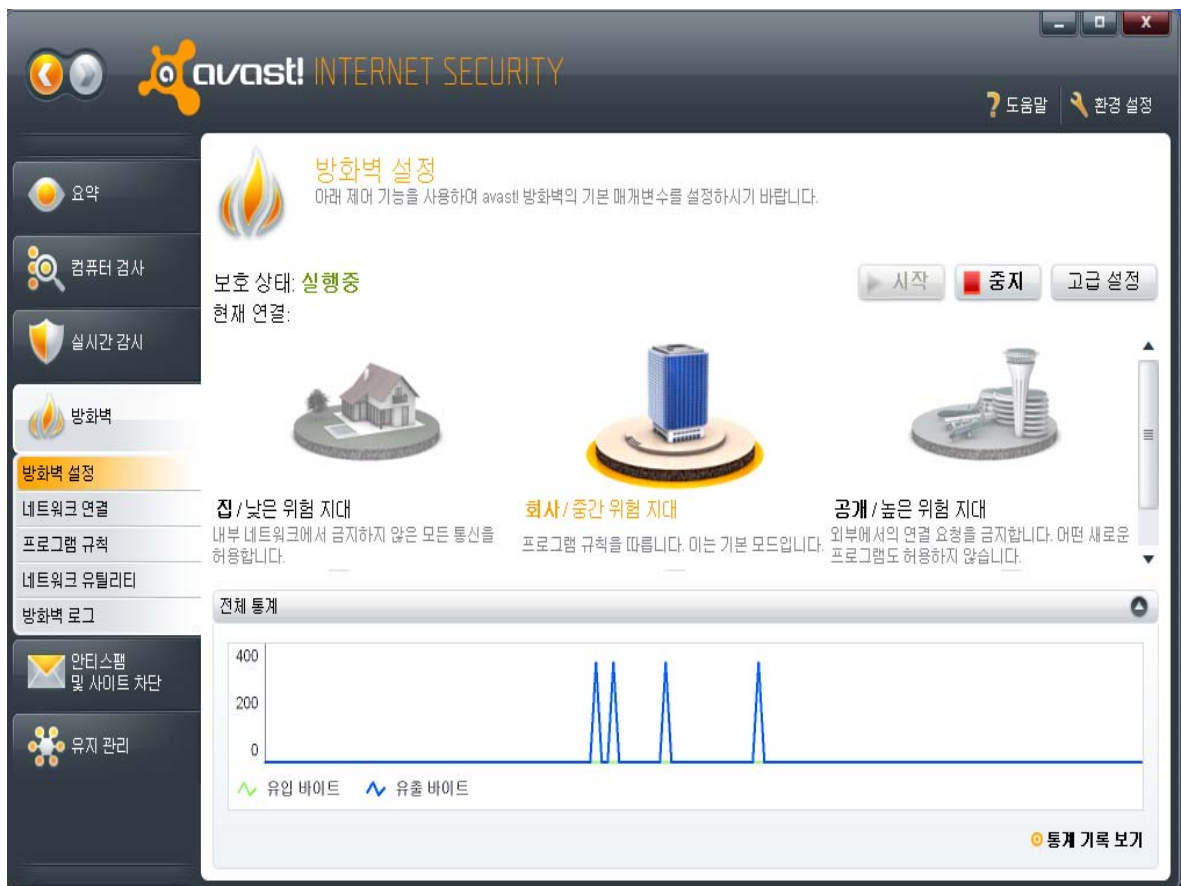 avast! INTERNET SECURITY
도움말
환경 설정
요약
컴퓨터 검사
실시간 감시
방화벽
방화벽 설정
네트워크 연결
프로그램 규칙
네트워크 유틸리티
방화벽 로그
안티스팸
및 사이트 차단
유지 관리
방화벽 설정
아래 제어 기능을 사용하여 avast! 방화벽의 기본 매개변수를 설정하시기 바랍니다.
보호 상태: 실행중
시작
중지
고급 설정
현재 연결:
집 / 낮은 위험 지대
내부 네트워크에서 금지하지 않은 모든 통신을
허용합니다.
회사 / 중간 위험 지대
프로그램 규칙을 따릅니다. 이는 기본 모드입니다.
공개 / 높은 위험 지대
외부에서의 연결 요청을 금지합니다. 어떤 새로운
프로그램도 허용하지 않습니다.
전체 통계
400
200
0
유입 바이트
유출 바이트
통계 기록 보기